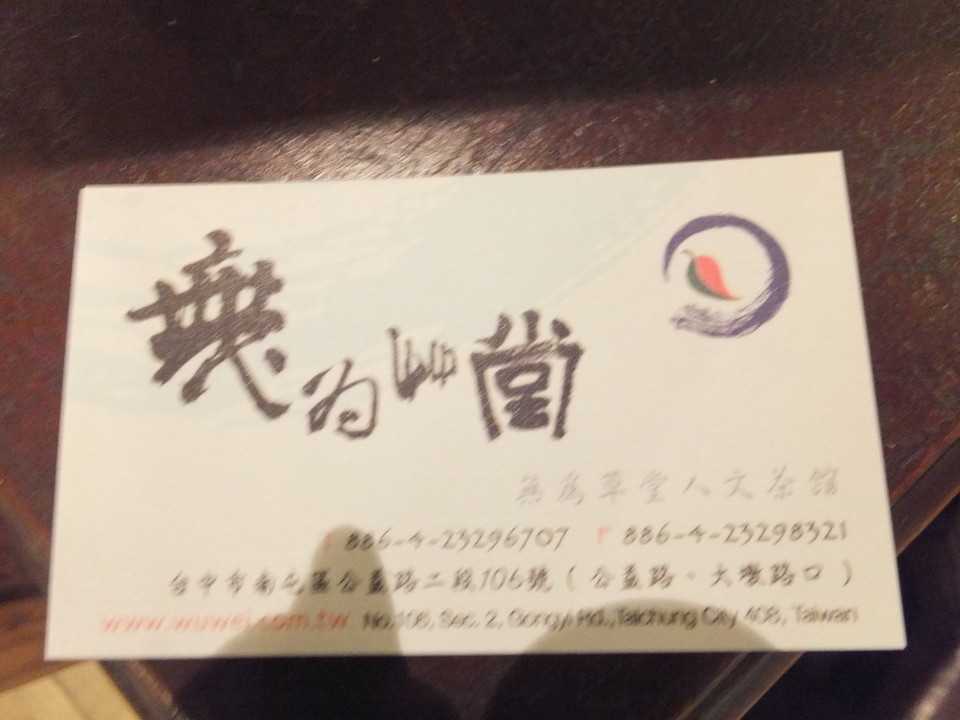 無為草堂
無為草堂人文茶館
T 886-4-23296707 F 886-4-23298321
台中市南屯區公益路二段106號（公益路、大墩路口）
www.wuwei.com.tw No.106, Sec. 2, Gongyi Rd., Taichung City 408, Taiwan